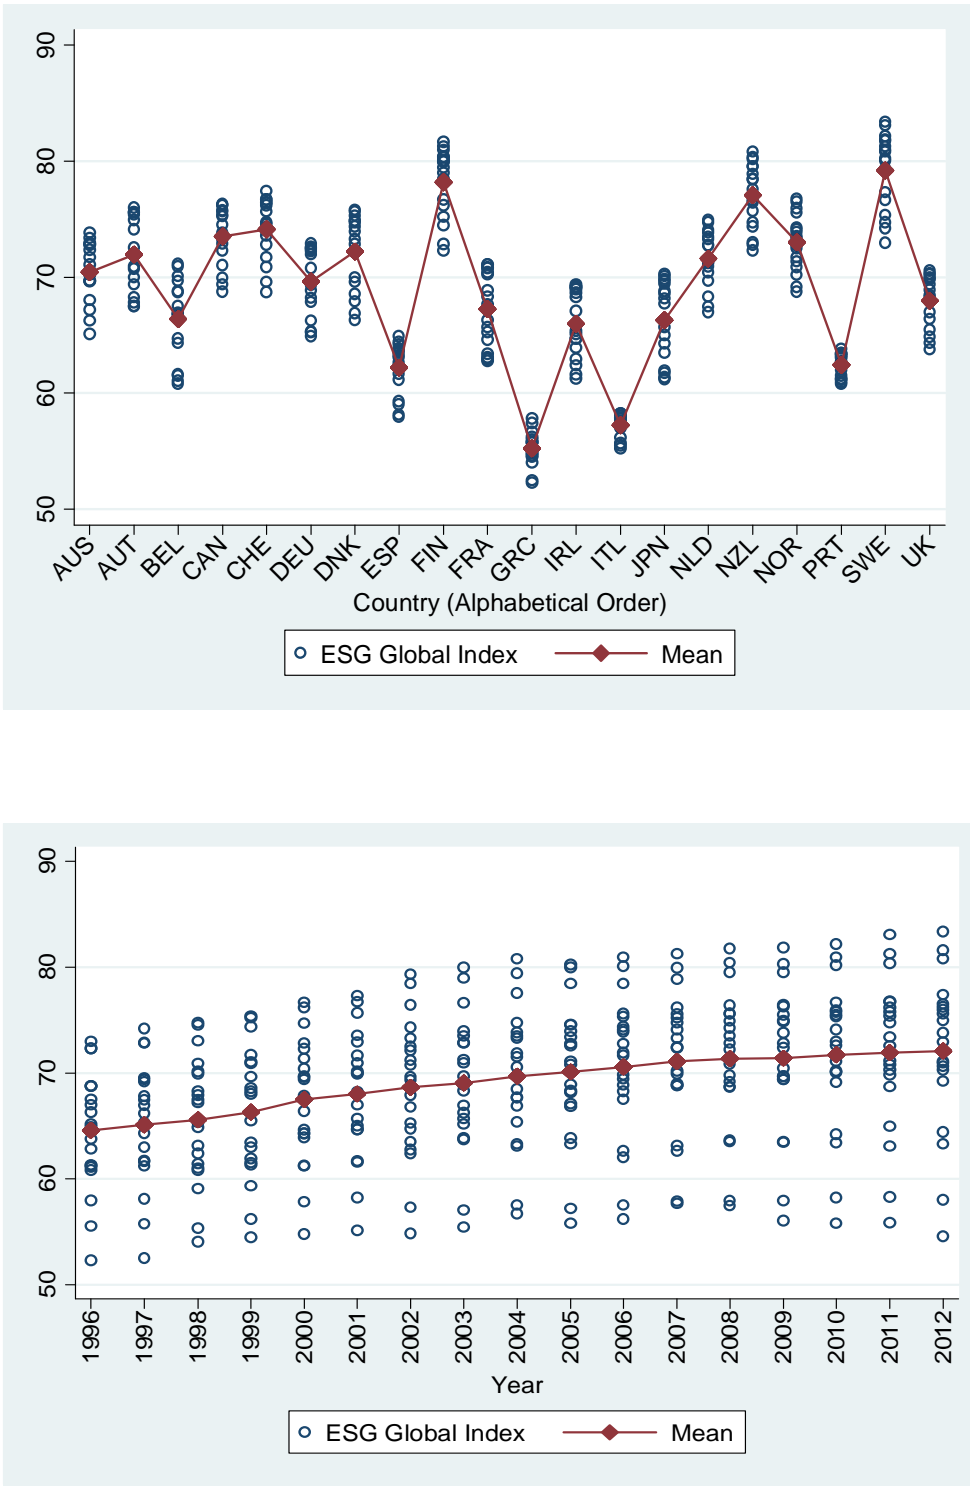 90
80
70
60
50
AUS AUT BEL CAN CHE DEU DNK ESP FIN FRA GRC IRL ITL JPN NLD NZL NOR PRT SWE UK
Country (Alphabetical Order)
ESG Global Index Mean
90
80
70
60
50
1996 1997 1998 1999 2000 2001 2002 2003 2004 2005 2006 2007 2008 2009 2010 2011 2012
Year
ESG Global Index Mean